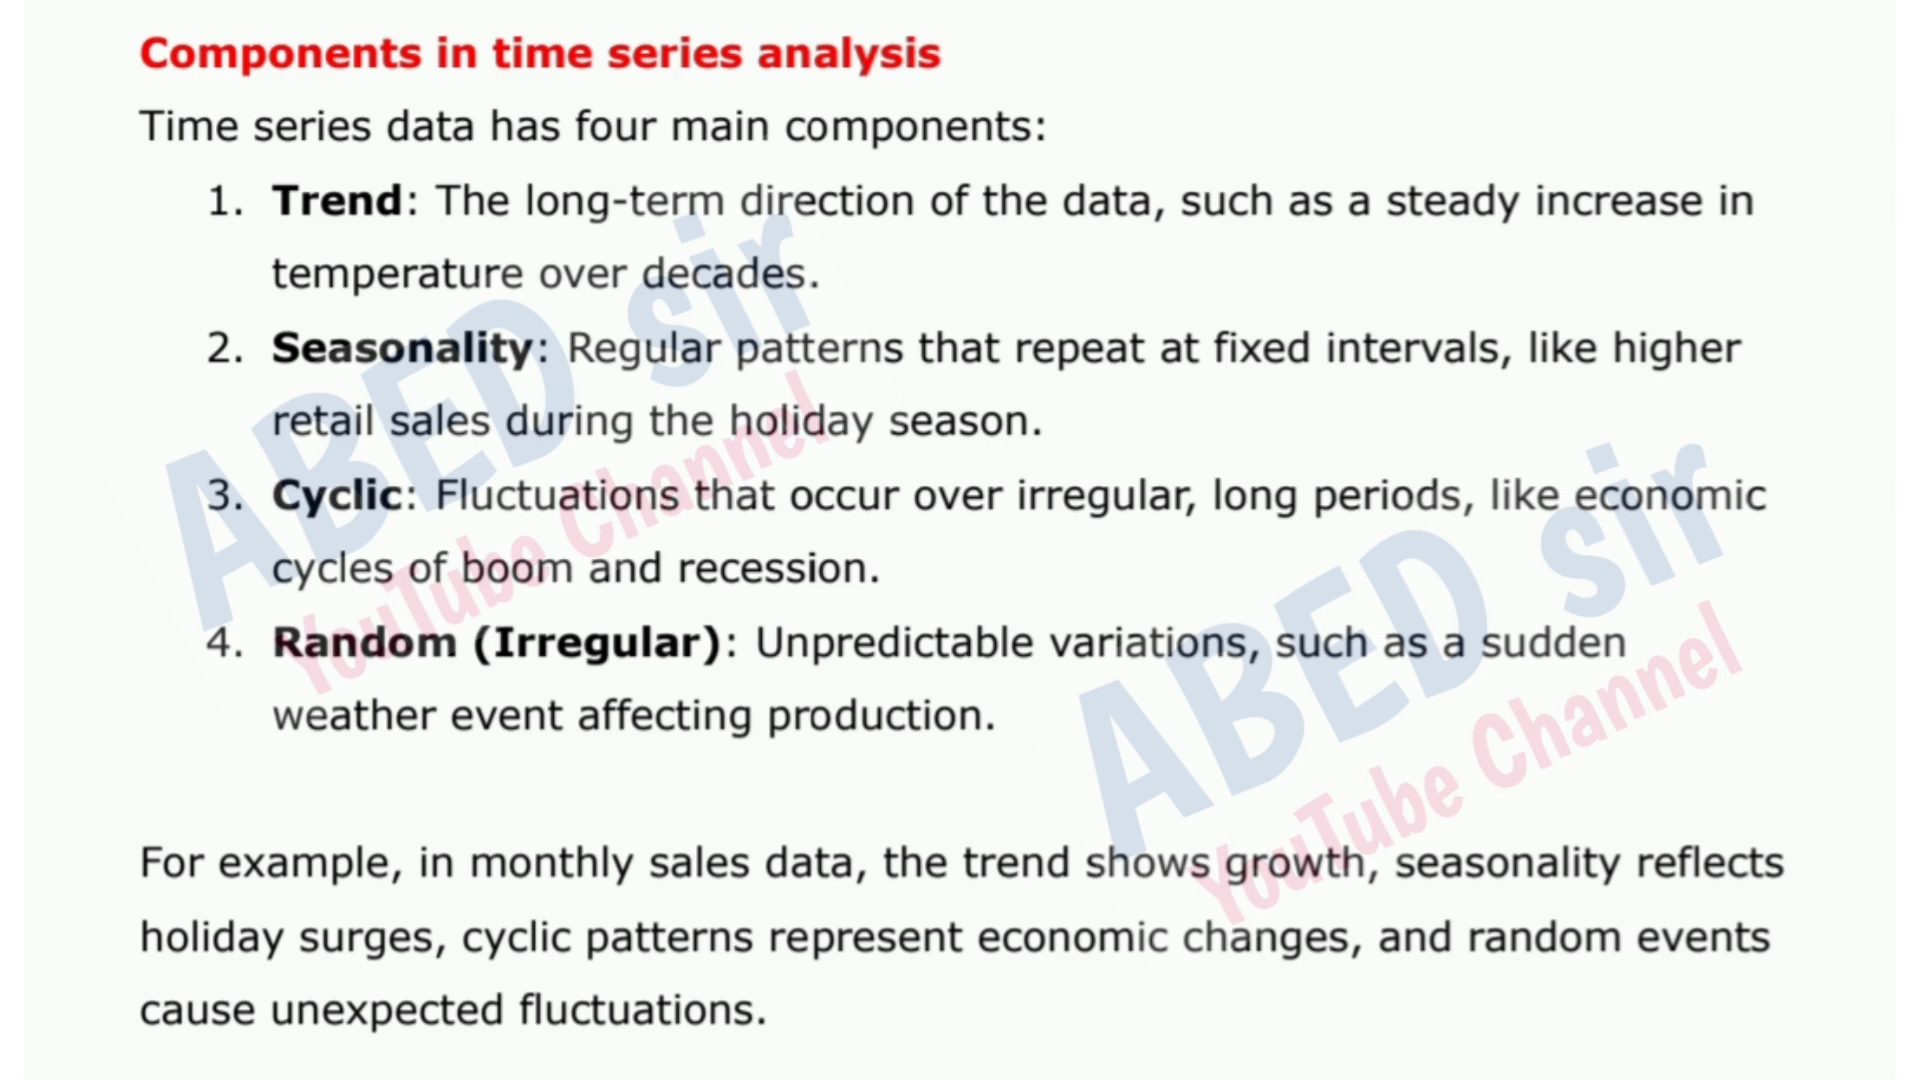 Components in time series analysis
Time series data has four main components:
1. Trend: The long-term direction of the data, such as a steady increase in
temperature over decades.
2. Seasonality: Regular patterns that repeat at fixed intervals, like higher
retail sales during the holiday season.
3. Cyclic: Fluctuations that occur over irregular, long periods, like economic
cycles of boom and recession.
4. Random (Irregular): Unpredictable variations, such as a sudden
weather event affecting production.
For example, in monthly sales data, the trend shows growth, seasonality reflects
holiday surges, cyclic patterns represent economic changes, and random events
cause unexpected fluctuations.
ABED sir
YouTube Channel
ABED sir
YouTube Channel